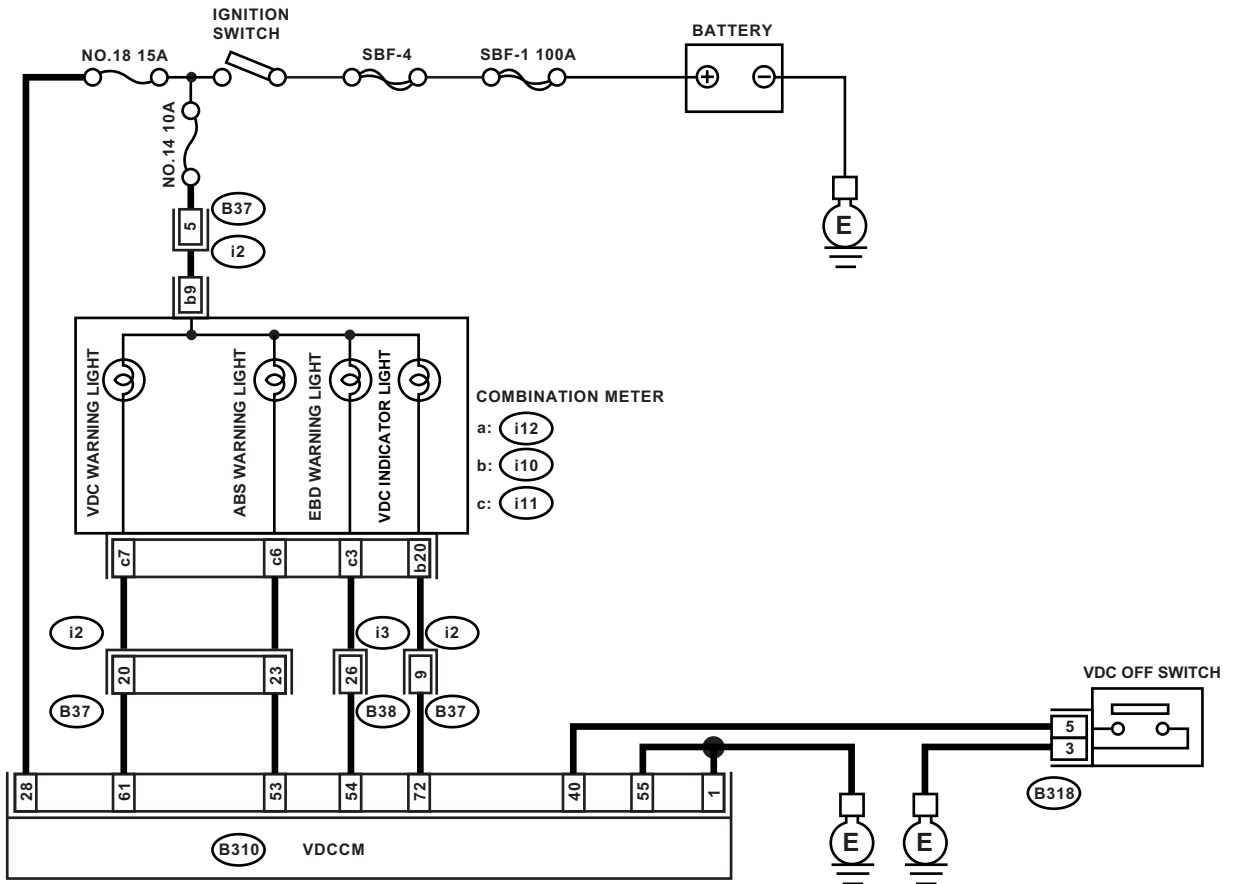 IGNITION
SWITCH
NO.18 15A
SBF-4
SBF-1 100A
BATTERY
NO.14 10A
E
5
B37
i2
b9
VDC WARNING LIGHT
ABS WARNING LIGHT
EBD WARNING LIGHT
VDC INDICATOR LIGHT
COMBINATION METER
a: i12
b: i10
c: i11
c7
c6
c3
b20
i2
i3
i2
20
23
26
9
B37
B38
B37
VDC OFF SWITCH
5
3
B318
28
61
53
54
72
40
55
1
E
E
B310
VDCCM